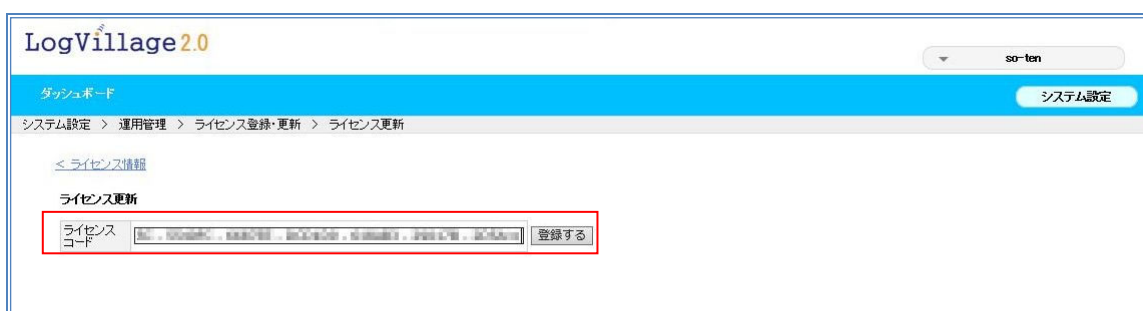 LogVillage 2.0
so-ten
ダッシュボード
システム設定
システム設定 > 運用管理 > ライセンス登録・更新 > ライセンス更新
< ライセンス情報
ライセンス更新
ライセンス
コード
登録する